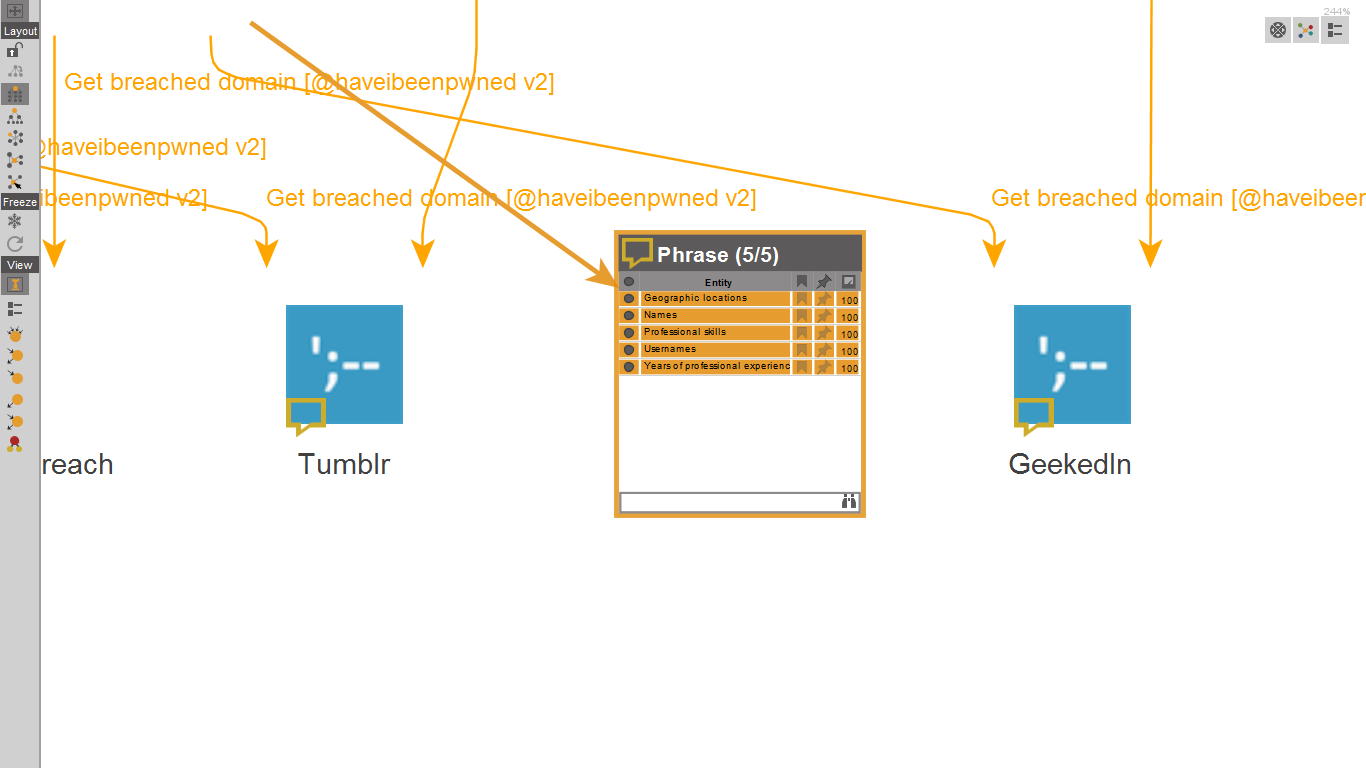 244%
Layout
Freeze
View
Get breached domain [@haveibeenpwned v2]
@haveibeenpwned v2]
ibeenpwned v2]
Get breached domain [@haveibeenpwned v2]
Get breached domain [@haveibeen
Phrase (5/5)
Entity
Geographic locations 100
Names 100
Professional skills 100
Usernames 100
Years of professional experienc 100
';--
';--
reach
Tumblr
GeekedIn